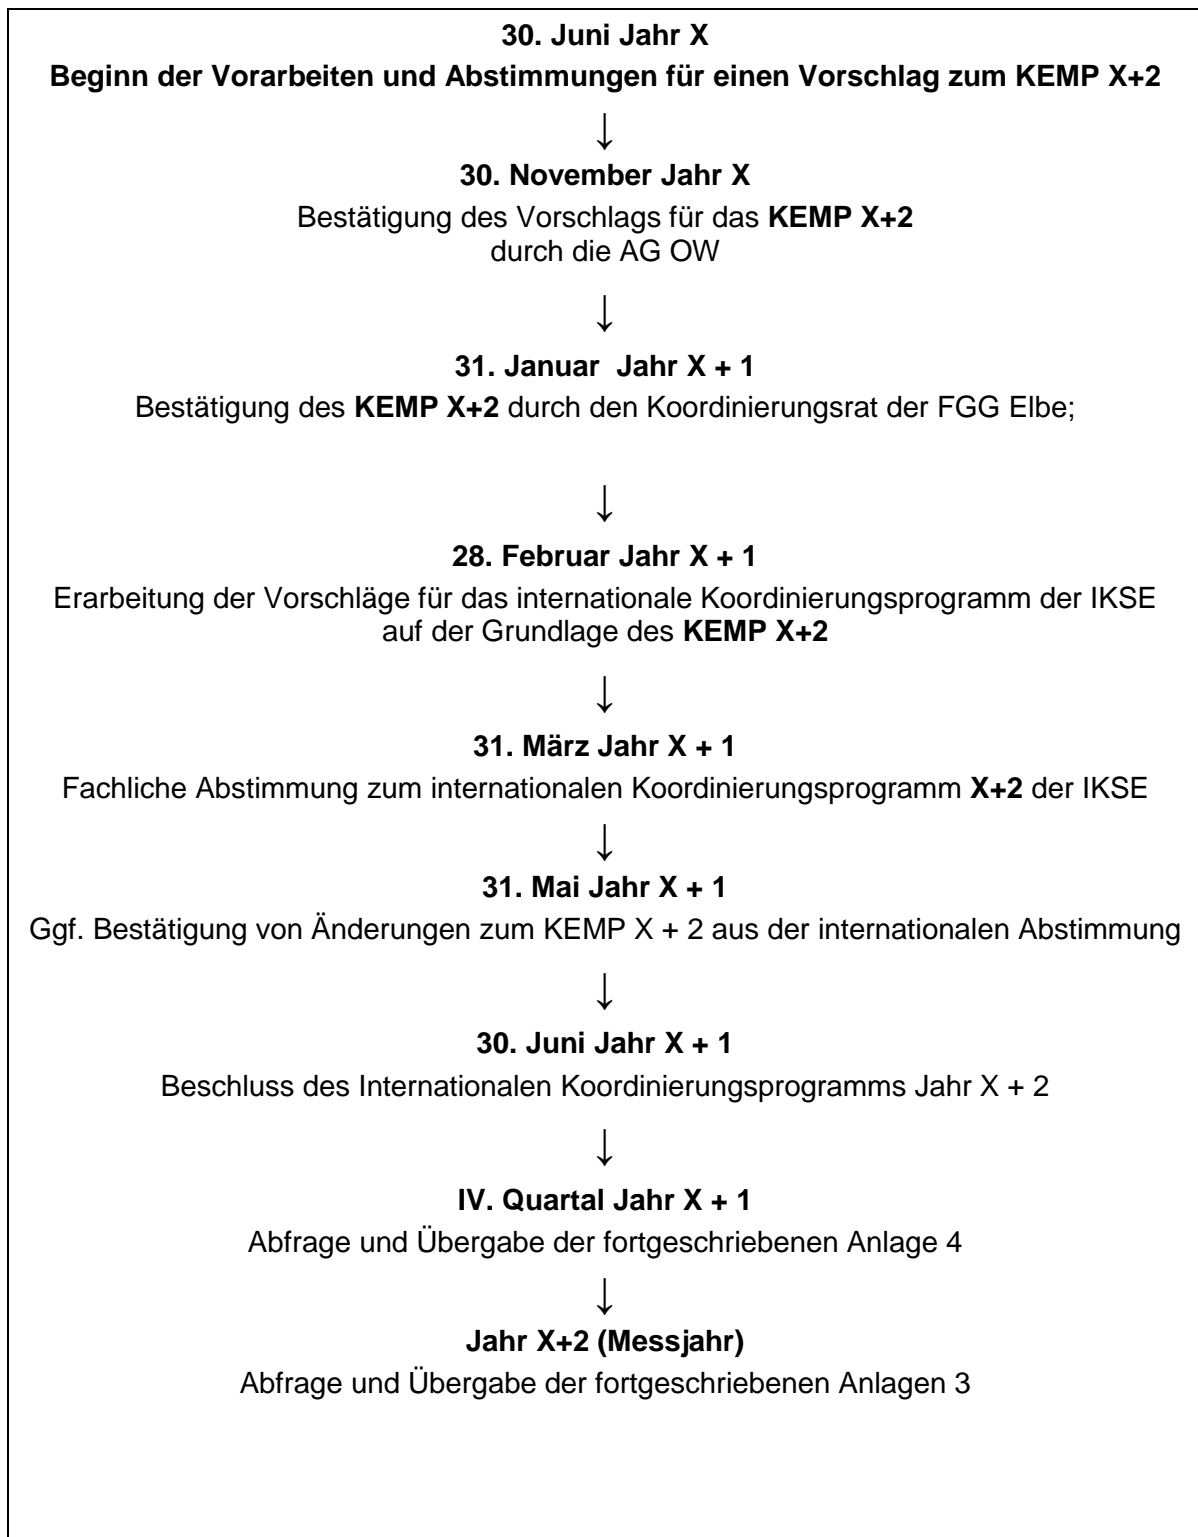 30. Juni Jahr X
Beginn der Vorarbeiten und Abstimmungen für einen Vorschlag zum KEMP X+2
↓
30. November Jahr X
Bestätigung des Vorschlags für das KEMP X+2
durch die AG OW
↓
31. Januar  Jahr X + 1
Bestätigung des KEMP X+2 durch den Koordinierungsrat der FGG Elbe;
↓
28. Februar Jahr X + 1
Erarbeitung der Vorschläge für das internationale Koordinierungsprogramm der IKSE
auf der Grundlage des KEMP X+2
↓
31. März Jahr X + 1
Fachliche Abstimmung zum internationalen Koordinierungsprogramm X+2 der IKSE
↓
31. Mai Jahr X + 1
Ggf. Bestätigung von Änderungen zum KEMP X + 2 aus der internationalen Abstimmung
↓
30. Juni Jahr X + 1
Beschluss des Internationalen Koordinierungsprogramms Jahr X + 2
↓
IV. Quartal Jahr X + 1
Abfrage und Übergabe der fortgeschriebenen Anlage 4
↓
Jahr X+2 (Messjahr)
Abfrage und Übergabe der fortgeschriebenen Anlagen 3